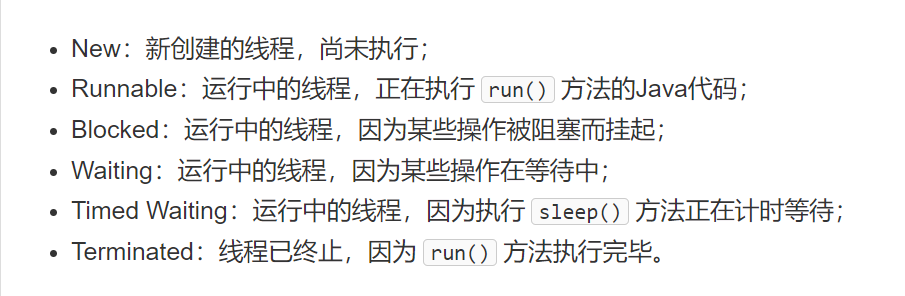 New：新创建的线程，尚未执行；
Runnable：运行中的线程，正在执行 run() 方法的Java代码；
Blocked：运行中的线程，因为某些操作被阻塞而挂起；
Waiting：运行中的线程，因为某些操作在等待中；
Timed Waiting：运行中的线程，因为执行 sleep() 方法正在计时等待；
Terminated：线程已终止，因为 run() 方法执行完毕。